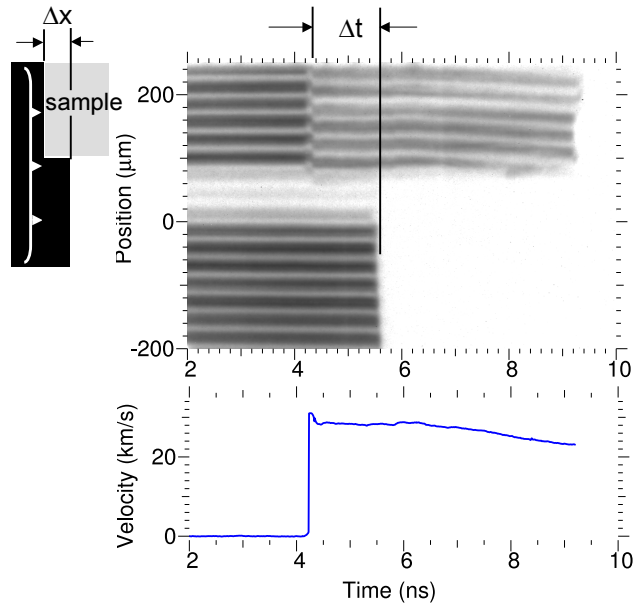 Δx
Δt
sample
Position (μm)
200
0
-200
2
4
6
8
10
Velocity (km/s)
20
0
2
4
6
8
10
Time (ns)